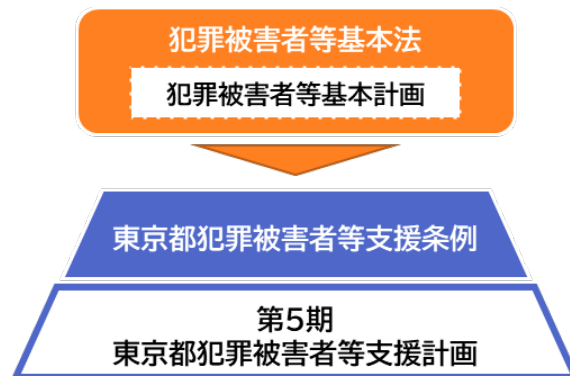 犯罪被害者等基本法
犯罪被害者等基本計画
東京都犯罪被害者等支援条例
第5期
東京都犯罪被害者等支援計画